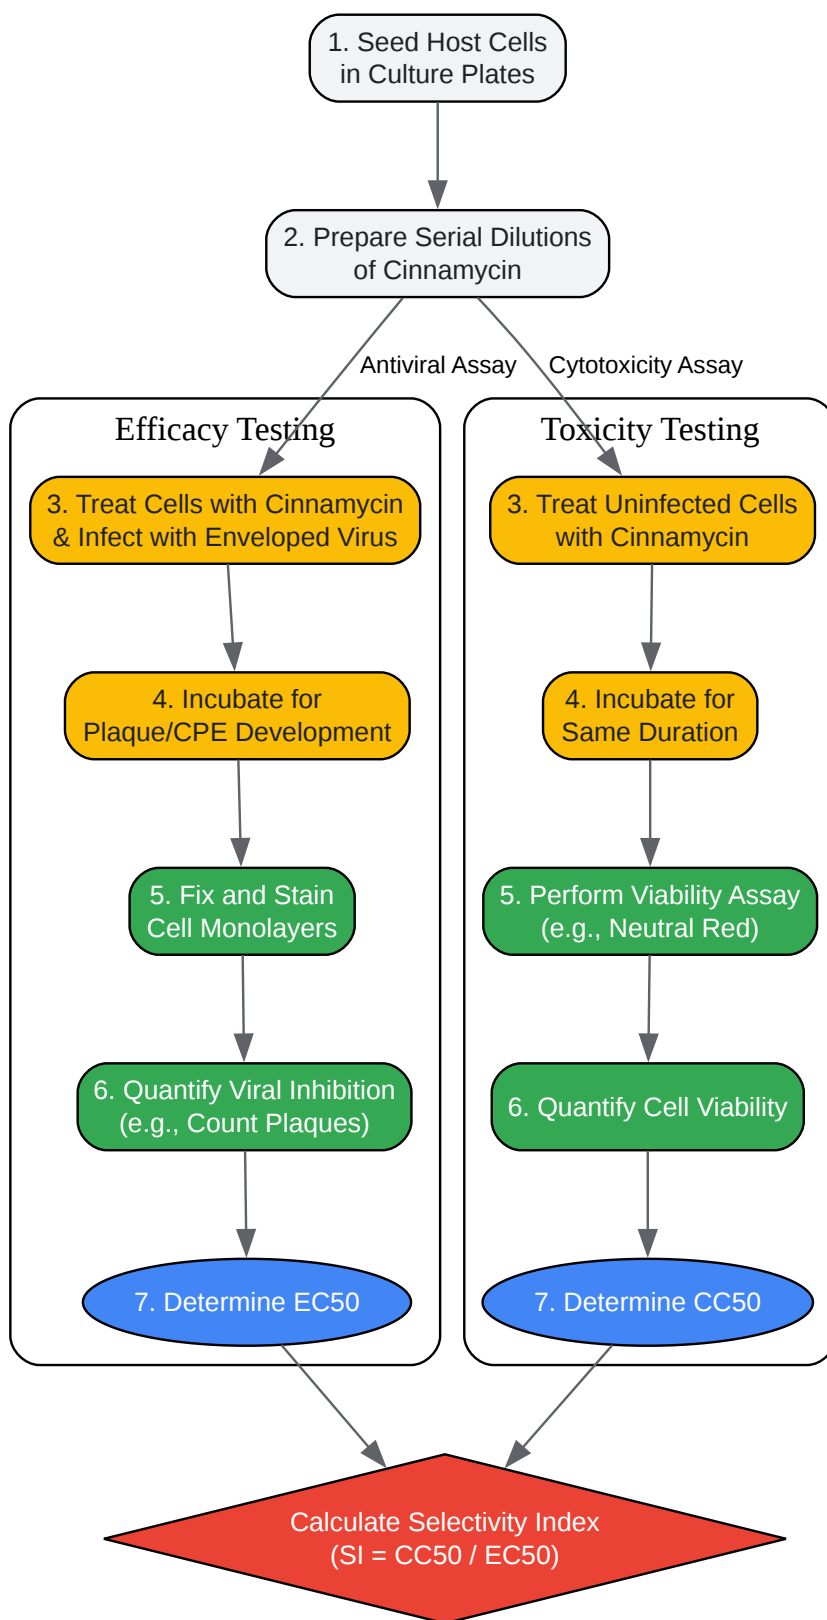 1. Seed Host Cells
in Culture Plates
2. Prepare Serial Dilutions
of Cinnamycin
Antiviral Assay
Cytotoxicity Assay
Efficacy Testing
3. Treat Cells with Cinnamycin
& Infect with Enveloped Virus
4. Incubate for
Plaque/CPE Development
5. Fix and Stain
Cell Monolayers
6. Quantify Viral Inhibition
(e.g., Count Plaques)
7. Determine EC50
Toxicity Testing
3. Treat Uninfected Cells
with Cinnamycin
4. Incubate for
Same Duration
5. Perform Viability Assay
(e.g., Neutral Red)
6. Quantify Cell Viability
7. Determine CC50
Calculate Selectivity Index
(SI = CC50 / EC50)